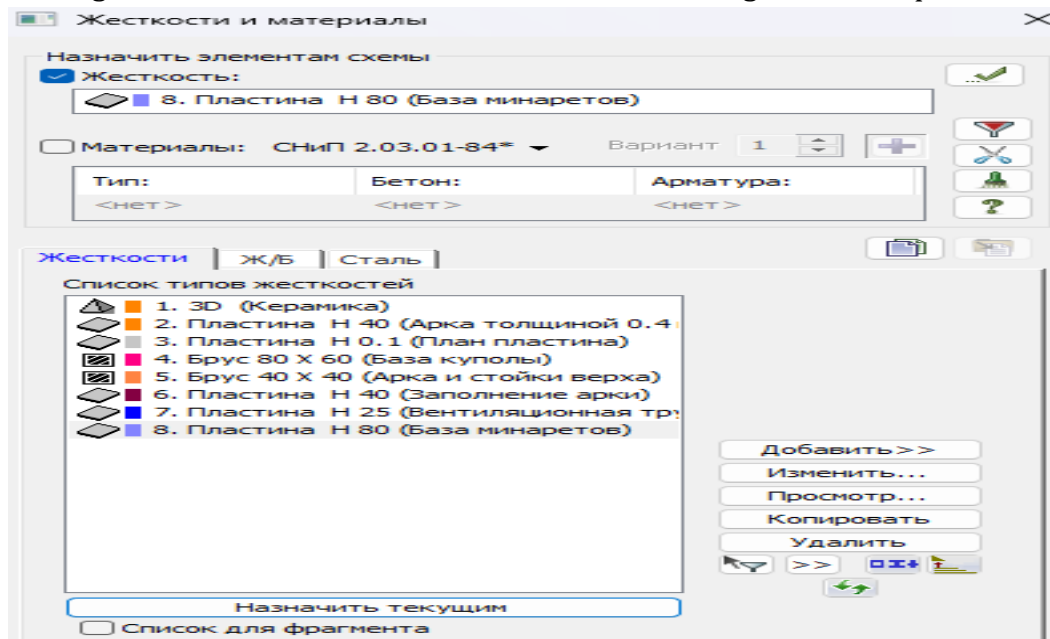 Жесткости и материалы
Назначить элементам схемы
Жесткость:
8. Пластина Н 80 (База минаретов)
Материалы: СНиП 2.03.01-84* Вариант 1
Тип: Бетон: Арматура:
<нет> <нет> <нет>
Жесткости Ж/Б Сталь
Список типов жесткостей
1. 3D (Керамика)
2. Пластина Н 40 (Арка толщиной 0.4
3. Пластина Н 0.1 (План пластина)
4. Брус 80 X 60 (База куполы)
5. Брус 40 X 40 (Арка и стойки верха)
6. Пластина Н 40 (Заполнение арки)
7. Пластина Н 25 (Вентиляционная тру
8. Пластина Н 80 (База минаретов)
Добавить>>
Изменить...
Просмотр...
Копировать
Удалить
>>
Назначить текущим
Список для фрагмента